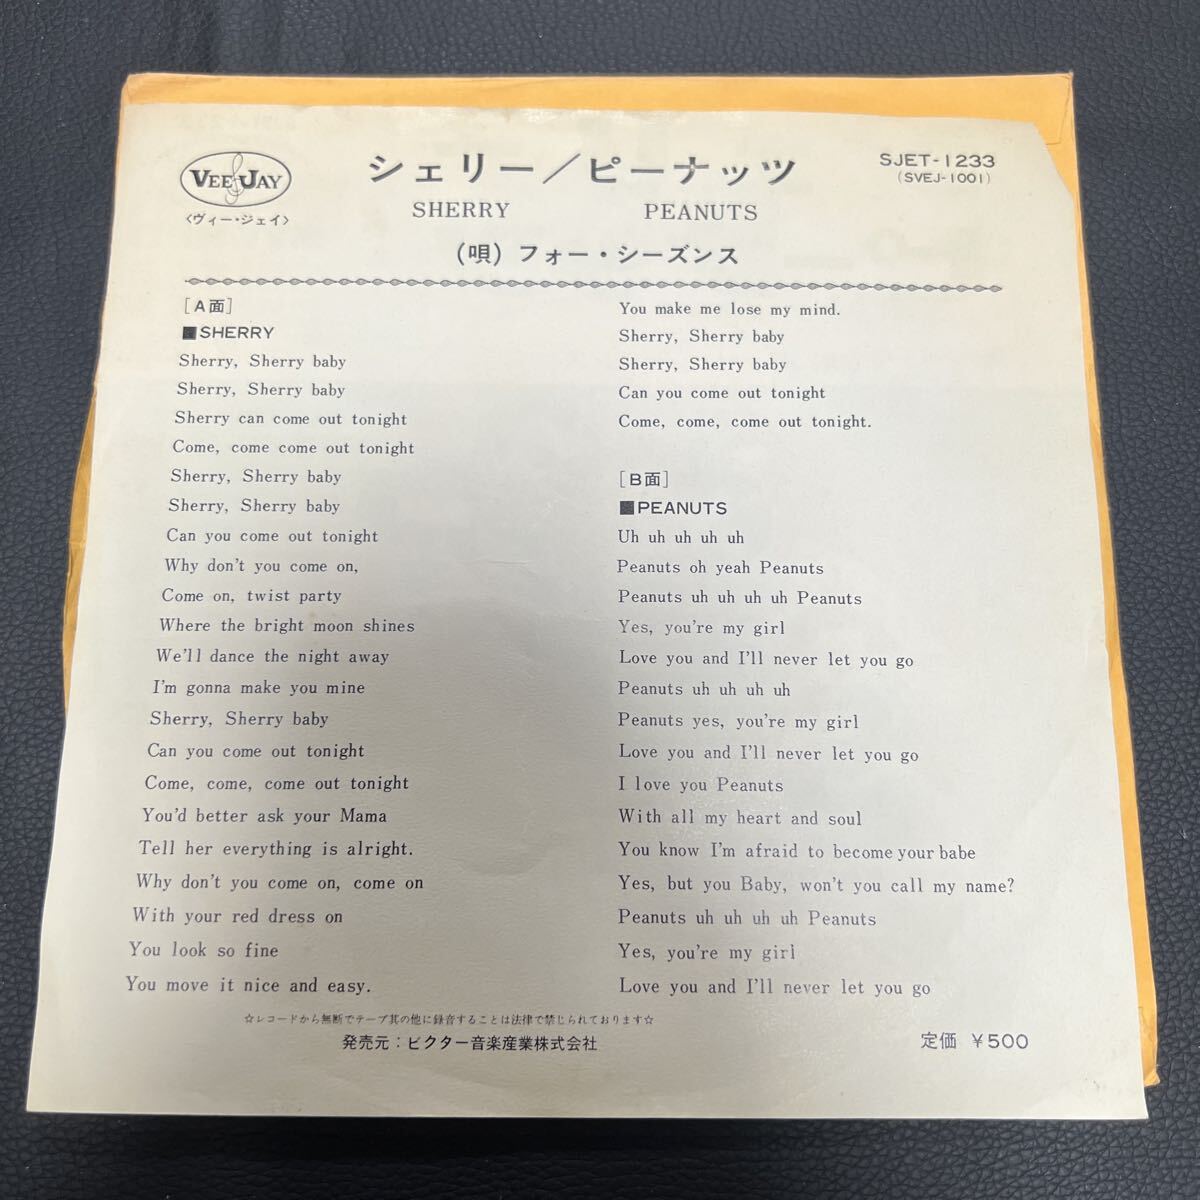 VEE JAY
〈ヴィー・ジェイ〉
シェリー/ピーナッツ
SHERRY PEANUTS
(唄) フォー・シーズンス
SJET-1233
(SVEJ-1001)
[A面]
■SHERRY
Sherry, Sherry baby
Sherry, Sherry baby
Sherry can come out tonight
Come, come come out tonight
Sherry, Sherry baby
Sherry, Sherry baby
Can you come out tonight
Why don't you come on,
Come on, twist party
Where the bright moon shines
We'll dance the night away
I'm gonna make you mine
Sherry, Sherry baby
Can you come out tonight
Come, come, come out tonight
You'd better ask your Mama
Tell her everything is alright.
Why don't you come on, come on
With your red dress on
You look so fine
You move it nice and easy.
You make me lose my mind.
Sherry, Sherry baby
Sherry, Sherry baby
Can you come out tonight
Come, come, come out tonight.
[B面]
■PEANUTS
Uh uh uh uh uh
Peanuts oh yeah Peanuts
Peanuts uh uh uh uh Peanuts
Yes, you're my girl
Love you and I'll never let you go
Peanuts uh uh uh uh
Peanuts yes, you're my girl
Love you and I'll never let you go
I love you Peanuts
With all my heart and soul
You know I'm afraid to become your babe
Yes, but you Baby, won't you call my name?
Peanuts uh uh uh uh Peanuts
Yes, you're my girl
Love you and I'll never let you go
☆レコードから無断でテープ其の他に録音することは法律で禁じられております☆
発売元：ビクター音楽産業株式会社
定価 ¥500